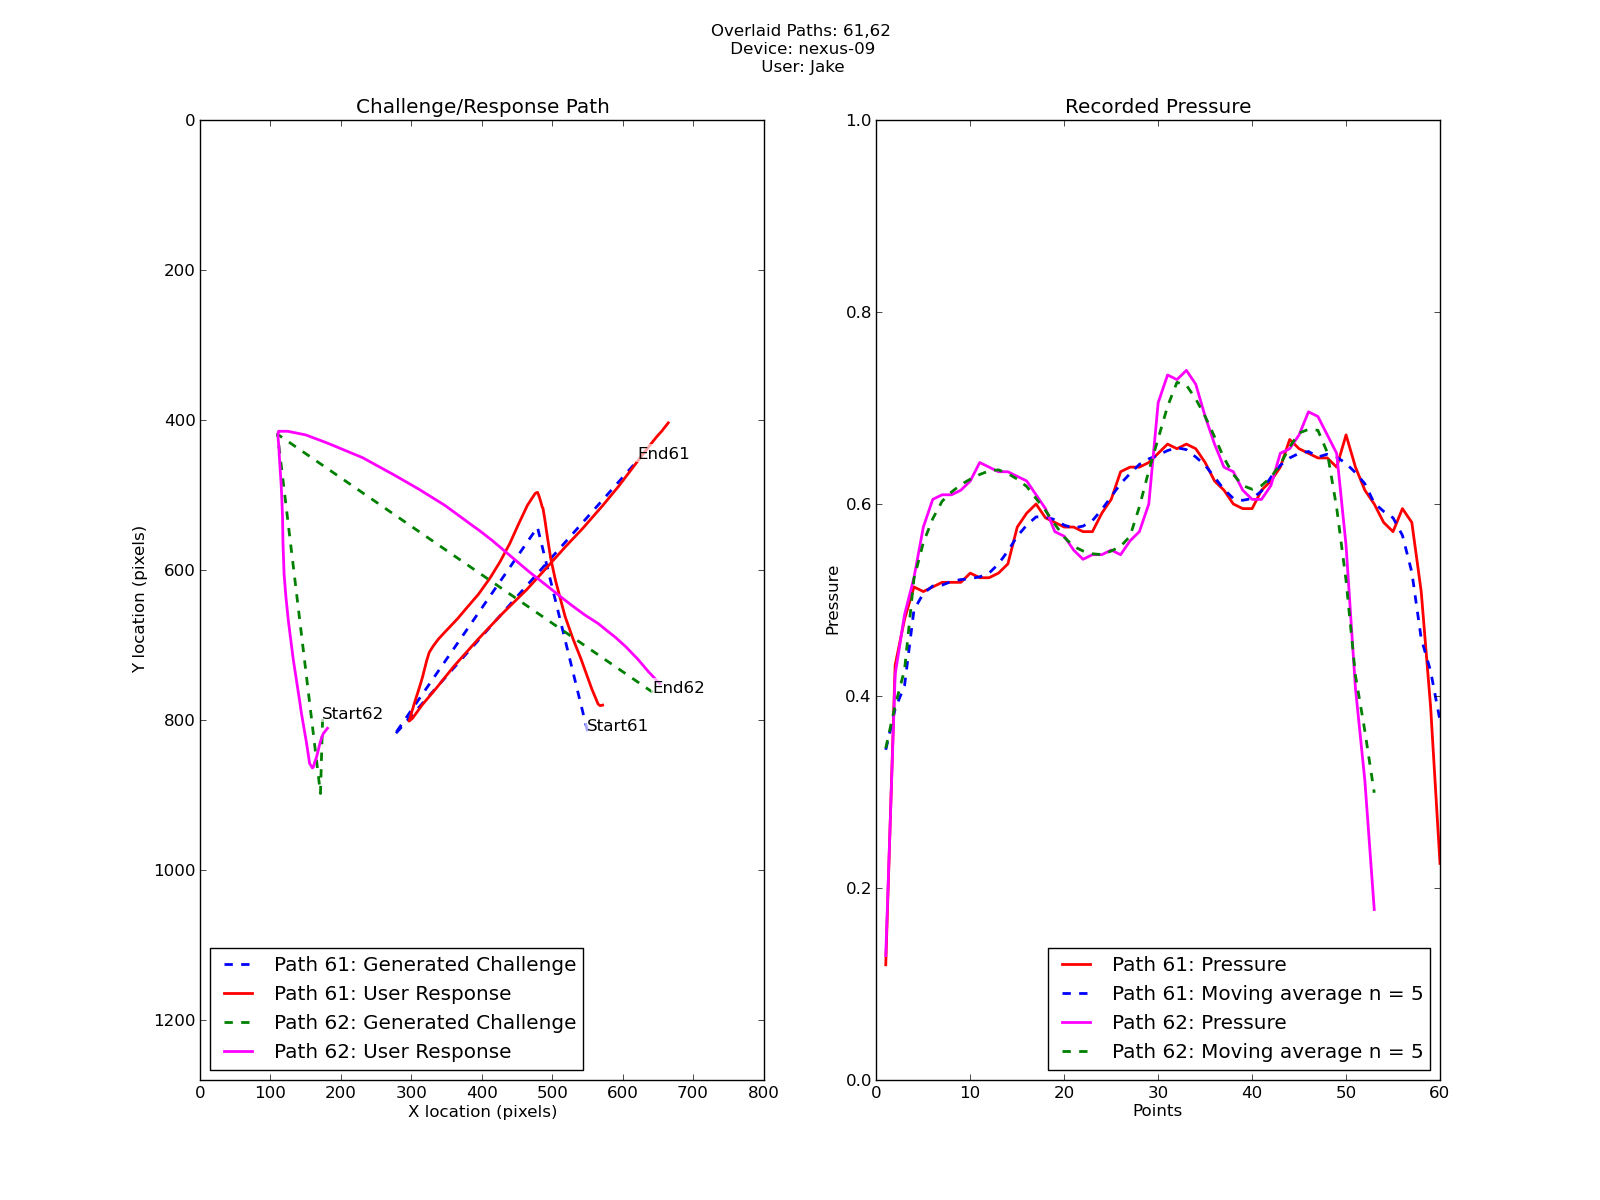 Overlaid Paths: 61,62
Device: nexus-09
User: Jake
Challenge/Response Path
0
200
400
600
800
1000
1200
Y location (pixels)
End61
End62
Start62
Start61
Path 61: Generated Challenge
Path 61: User Response
Path 62: Generated Challenge
Path 62: User Response
0 100 200 300 400 500 600 700 800
X location (pixels)
Recorded Pressure
1.0
0.8
0.6
0.4
0.2
0.0
Pressure
Path 61: Pressure
Path 61: Moving average n = 5
Path 62: Pressure
Path 62: Moving average n = 5
0 10 20 30 40 50 60
Points